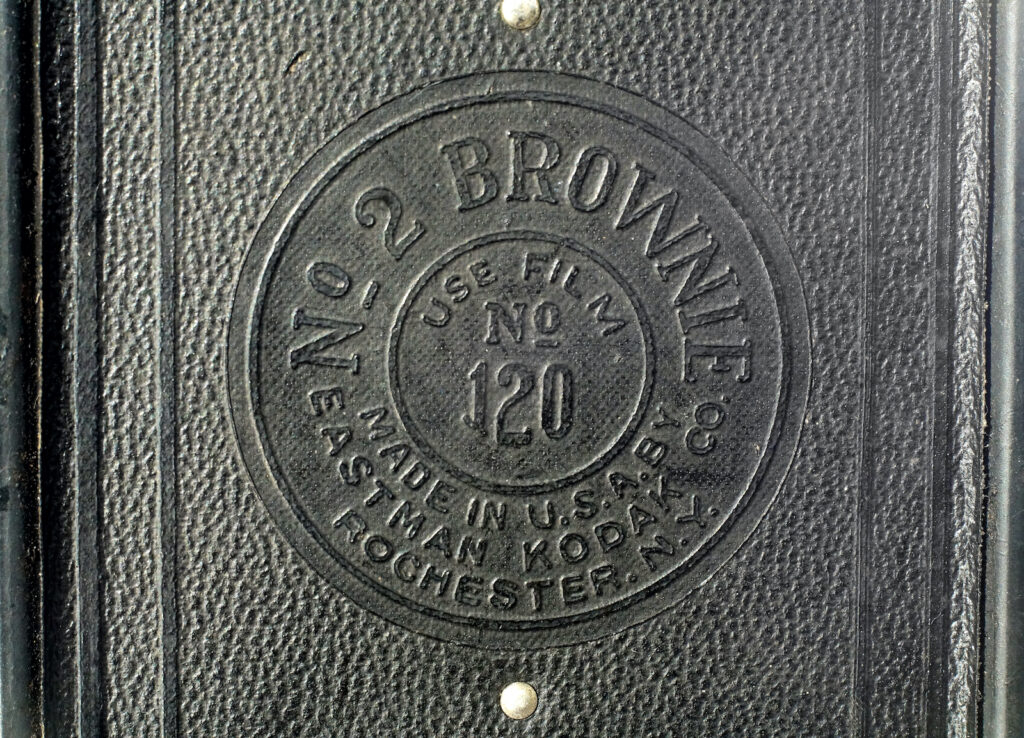 No 2 BROWNIE
USE FILM
No
120
MADE IN U.S.A. BY
EASTMAN KODAK CO.
ROCHESTER. N.Y.